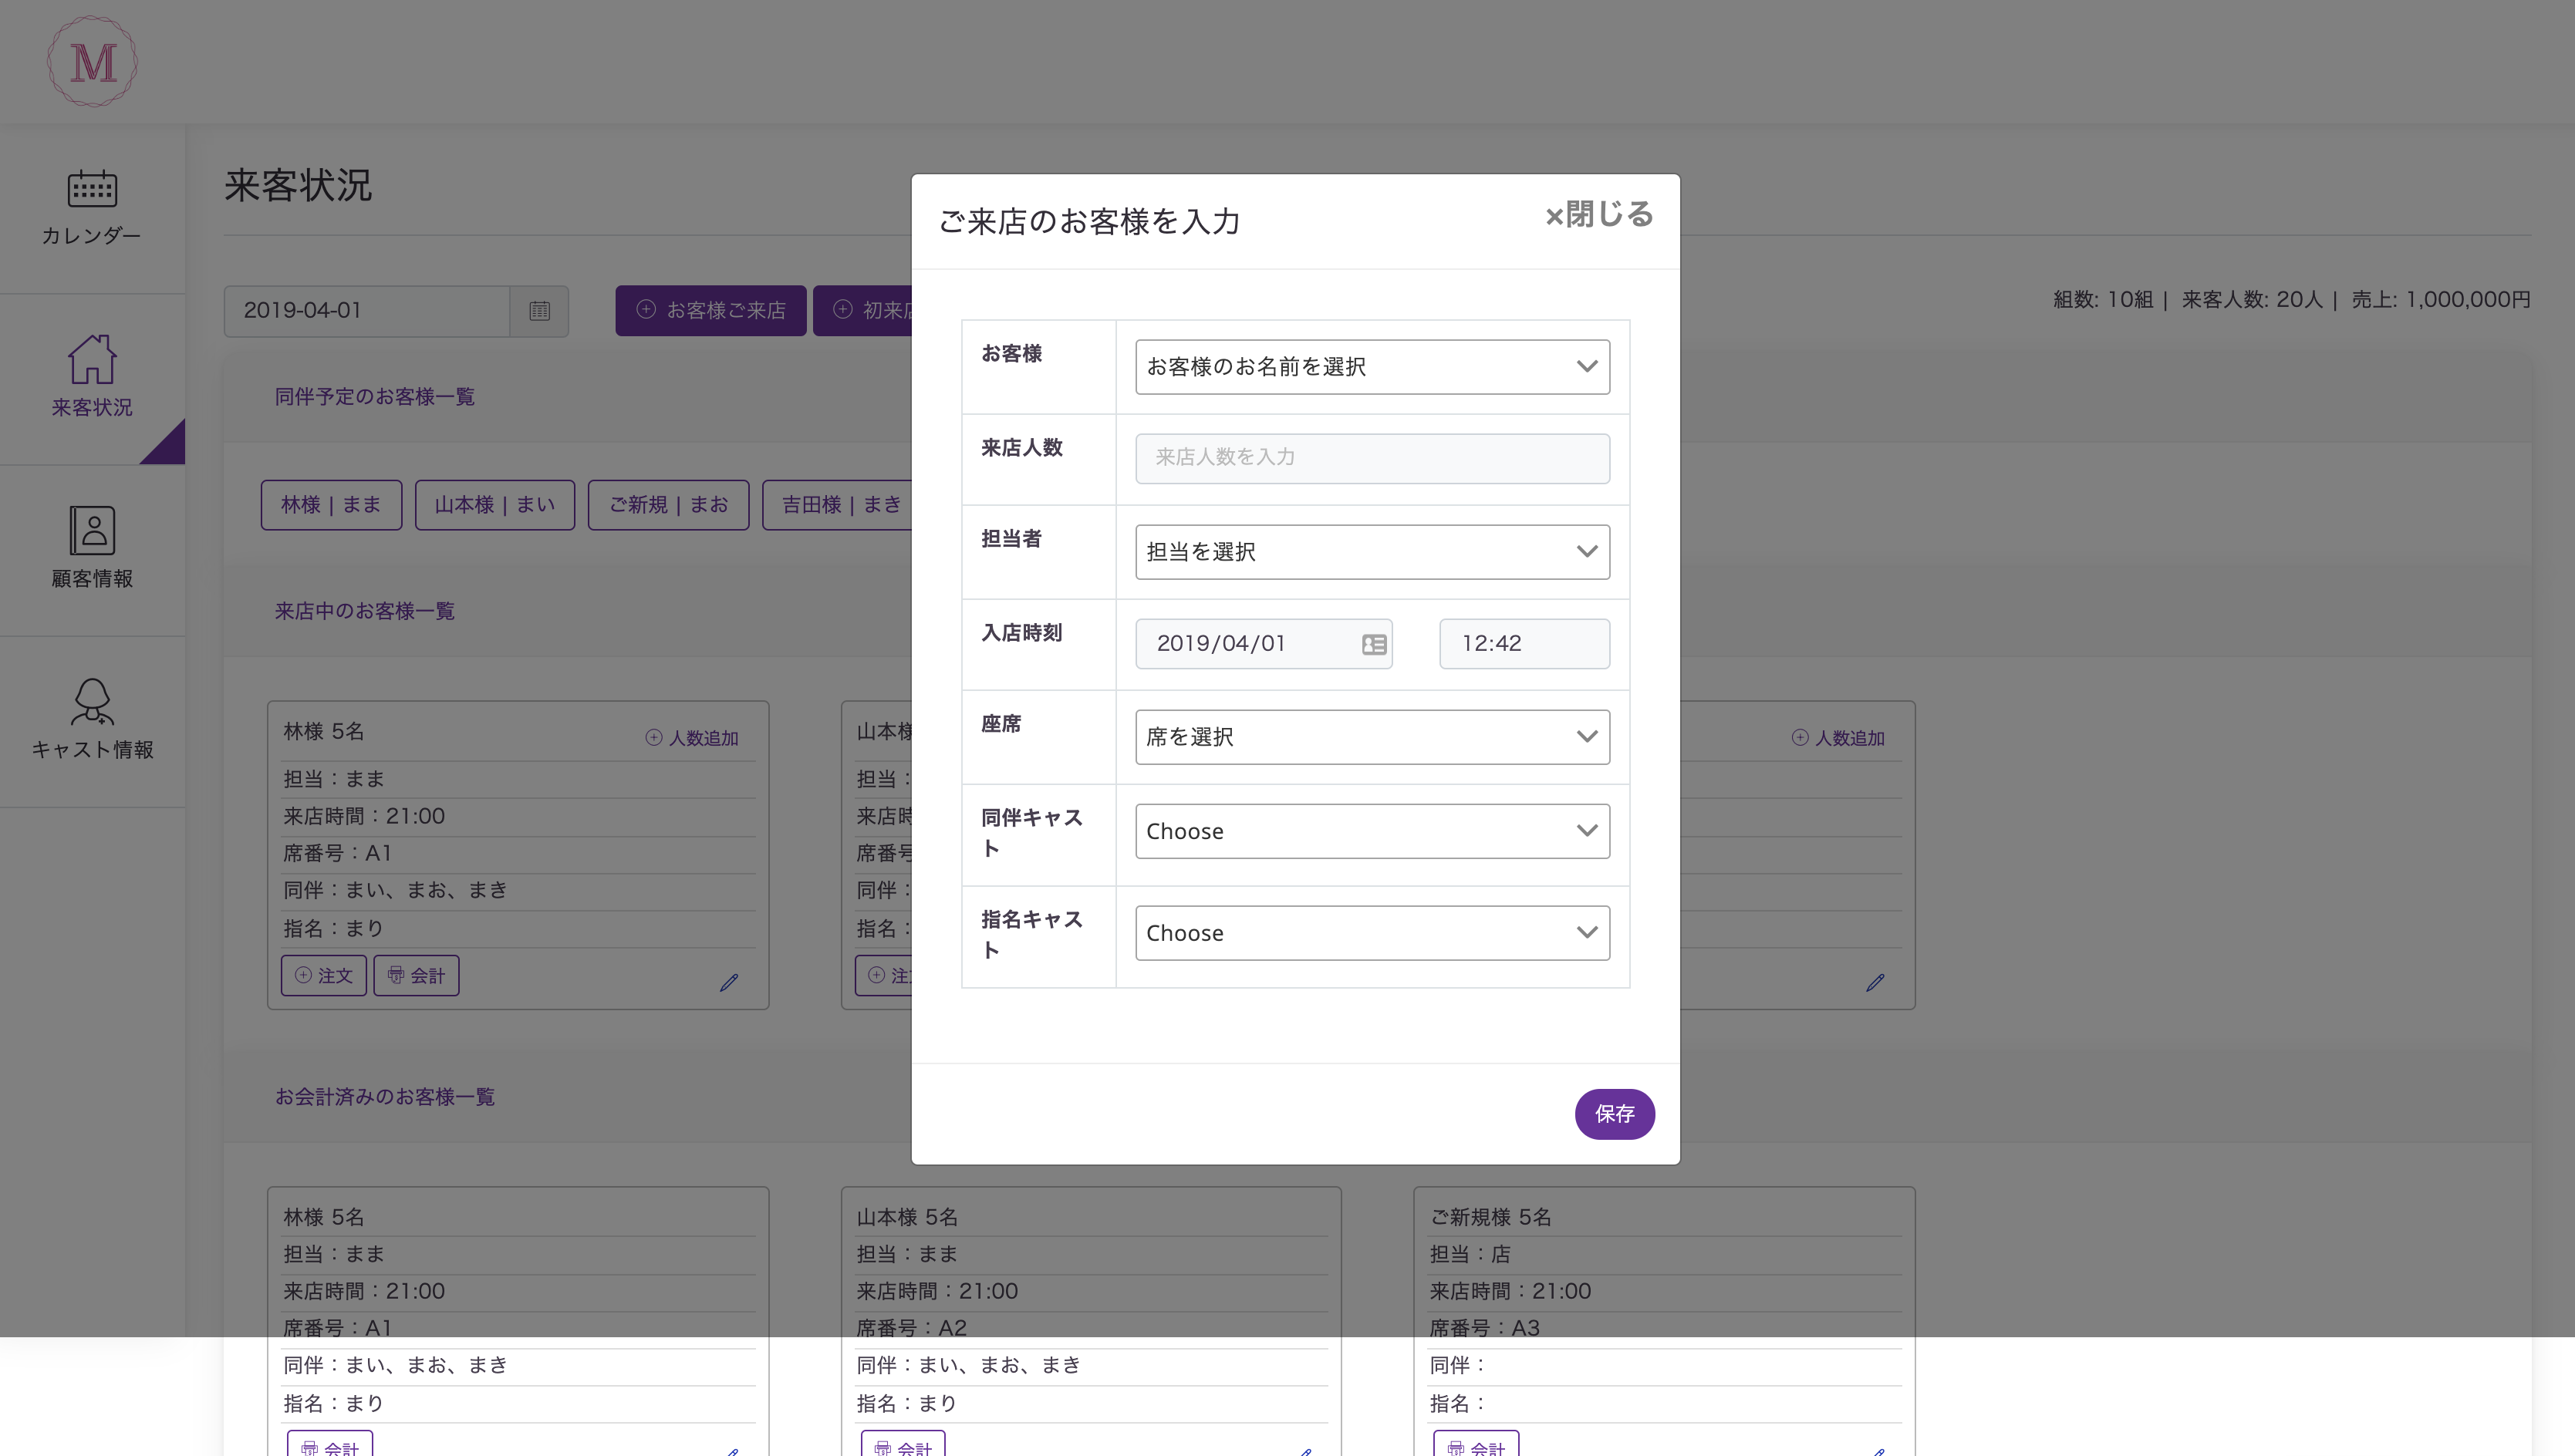 M
カレンダー
来客状況
顧客情報
キャスト情報
来客状況
2019-04-01
お客様ご来店
初来店
組数: 10組 | 来客人数: 20人 | 売上: 1,000,000円
同伴予定のお客様一覧
林様 | まま
山本様 | まい
ご新規 | まお
吉田様 | まき
来店中のお客様一覧
林様 5名
人数追加
担当：まま
来店時間：21:00
席番号：A1
同伴：まい、まお、まき
指名：まり
注文
会計
山本様
担当：
来店時
席番号
同伴：
指名：
注
人数追加
お会計済みのお客様一覧
林様 5名
担当：まま
来店時間：21:00
席番号：A1
同伴：まい、まお、まき
指名：まり
会計
山本様 5名
担当：まま
来店時間：21:00
席番号：A2
同伴：まい、まお、まき
指名：まり
会計
ご新規様 5名
担当：店
来店時間：21:00
席番号：A3
同伴：
指名：
会計
ご来店のお客様を入力
×閉じる
お客様
お客様のお名前を選択
来店人数
来店人数を入力
担当者
担当を選択
入店時刻
2019/04/01
12:42
座席
席を選択
同伴キャス
ト
Choose
指名キャス
ト
Choose
保存